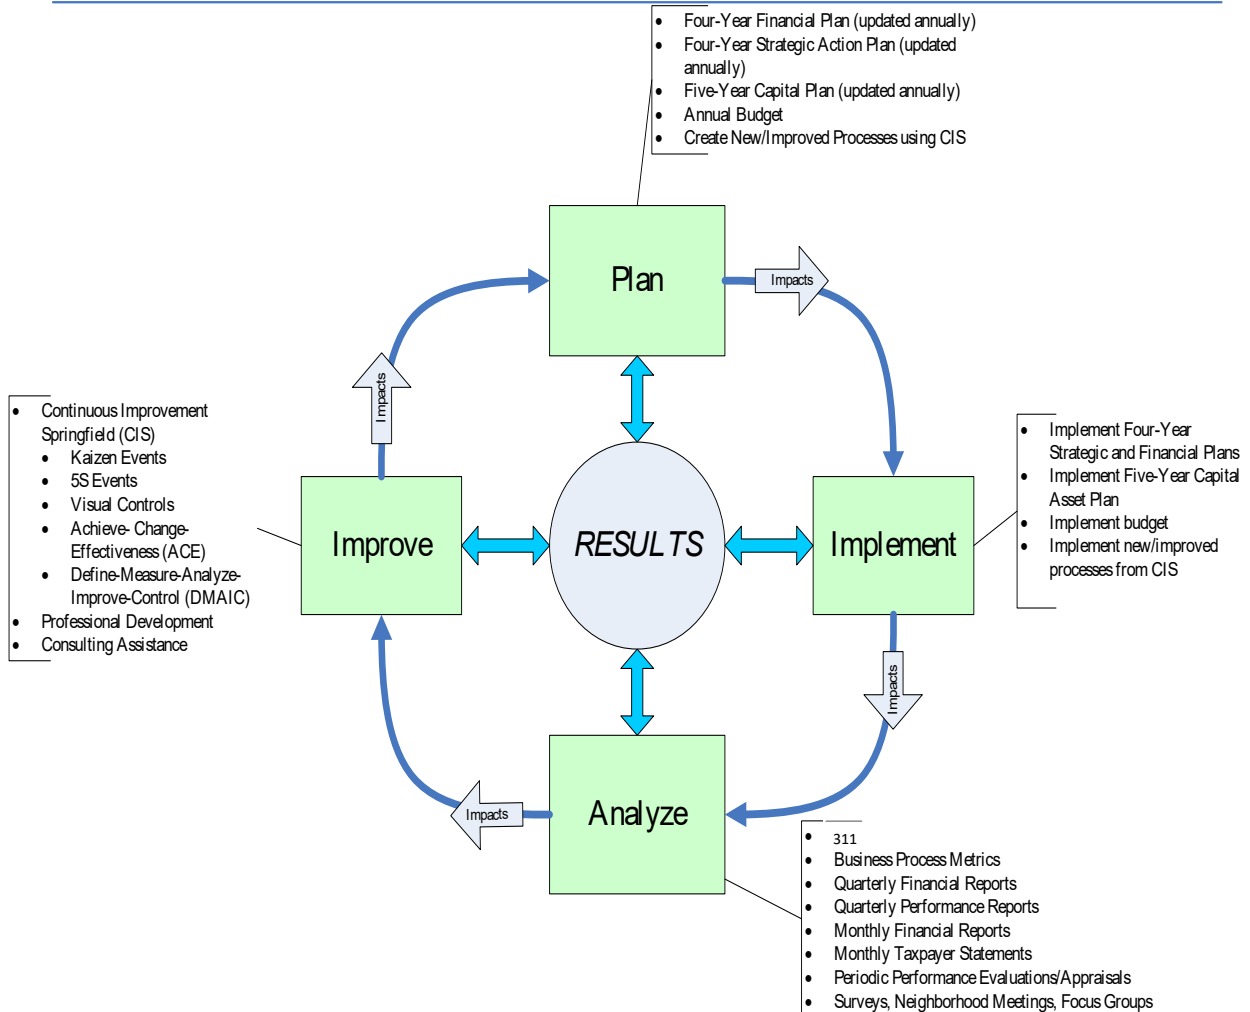 • Four-Year Financial Plan (updated annually)
• Four-Year Strategic Action Plan (updated
annually)
• Five-Year Capital Plan (updated annually)
• Annual Budget
• Create New/Improved Processes using CIS
Plan
Impacts
Impacts
• Continuous Improvement
Springfield (CIS)
• Kaizen Events
• 5S Events
• Visual Controls
• Achieve- Change-
Effectiveness (ACE)
• Define-Measure-Analyze-
Improve-Control (DMAIC)
• Professional Development
• Consulting Assistance
Improve
RESULTS
Implement
• Implement Four-Year
Strategic and Financial Plans
• Implement Five-Year Capital
Asset Plan
• Implement budget
• Implement new/improved
processes from CIS
Impacts
Impacts
Analyze
• 311
• Business Process Metrics
• Quarterly Financial Reports
• Quarterly Performance Reports
• Monthly Financial Reports
• Monthly Taxpayer Statements
• Periodic Performance Evaluations/Appraisals
• Surveys, Neighborhood Meetings, Focus Groups